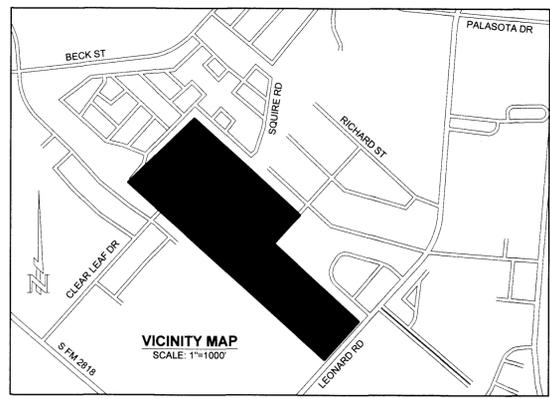 PALASOTA DR
BECK ST
SQUIRE RD
RICHARD ST
CLEAR LEAF DR
N
VICINITY MAP
SCALE: 1"=1000'
S FM 2818
LEONARD RD